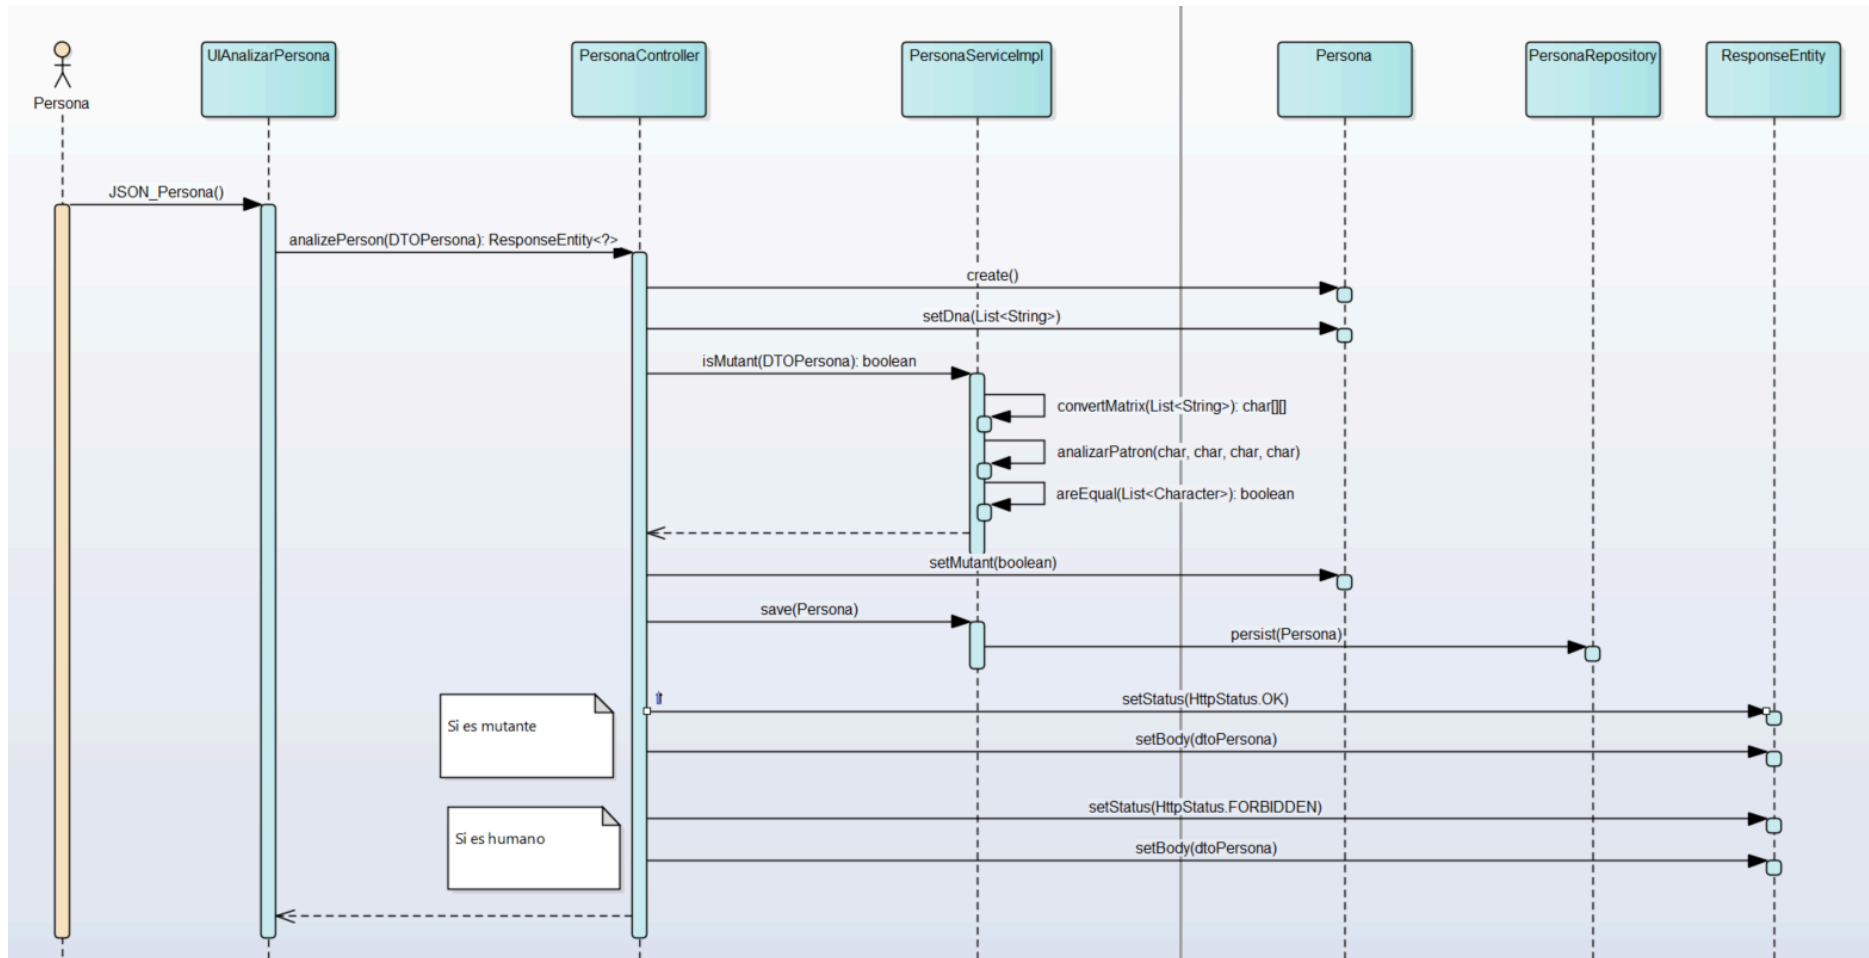 Persona
UIAnalizarPersona
PersonaController
PersonaServiceImpl
Persona
PersonaRepository
ResponseEntity
JSON_Persona()
analizePerson(DTOPersona): ResponseEntity<?>
create()
setDna(List<String>)
isMutant(DTOPersona): boolean
convertMatrix(List<String>): char[][]
analizarPatron(char, char, char, char)
areEqual(List<Character>): boolean
setMutant(boolean)
save(Persona)
persist(Persona)
setStatus(HttpStatus.OK)
Si es mutante
setBody(dtoPersona)
setStatus(HttpStatus.FORBIDDEN)
Si es humano
setBody(dtoPersona)